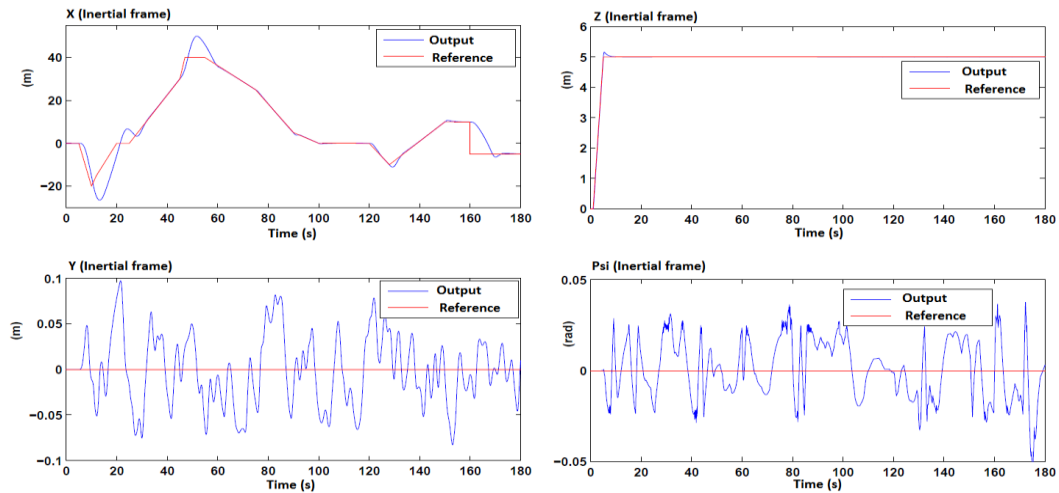 X (Inertial frame)
(m)
40
20
0
−20
0 20 40 60 80 100 120 140 160 180
Time (s)
Output
Reference
Z (Inertial frame)
(m)
6
5
4
3
2
1
0
0 20 40 60 80 100 120 140 160 180
Time (s)
Output
Reference
Y (Inertial frame)
(m)
0.1
0.05
0
−0.05
−0.1
0 20 40 60 80 100 120 140 160 180
Time (s)
Output
Reference
Psi (Inertial frame)
(rad)
0.05
0
−0.05
0 20 40 60 80 100 120 140 160 180
Time (s)
Output
Reference